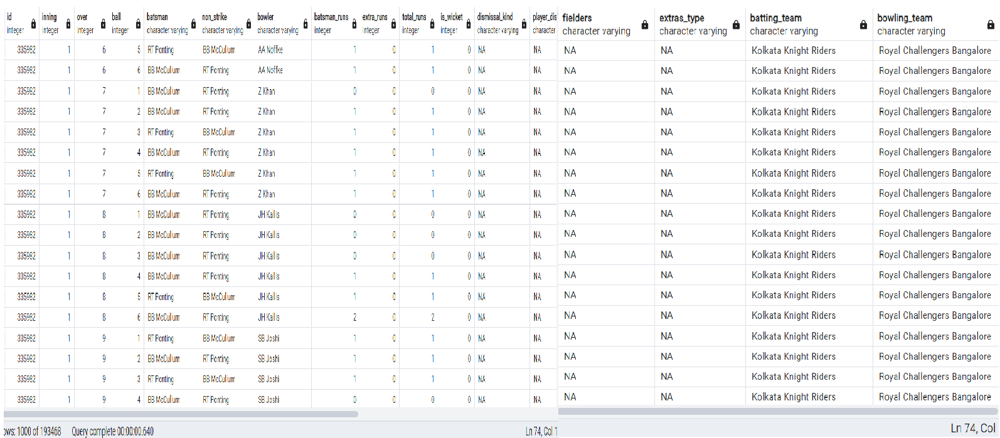 id inning over ball batsman non_strike bowler batsman_runs extra_runs total_runs is_wicket dismissal_kind player_dis fielders extras_type batting_team bowling_team
integer integer integer integer character varying character varying character varying integer integer integer integer character varying character character varying character varying character varying character varying
335982 1 6 5 RT Ponting BB McCullum AA Noffke 1 0 1 0 NA NA NA NA Kolkata Knight Riders Royal Challengers Bangalore
335982 1 6 6 BB McCullum RT Ponting AA Noffke 1 0 1 0 NA NA NA NA Kolkata Knight Riders Royal Challengers Bangalore
335982 1 7 1 BB McCullum RT Ponting Z Khan 0 0 0 0 NA NA NA NA Kolkata Knight Riders Royal Challengers Bangalore
335982 1 7 2 BB McCullum RT Ponting Z Khan 1 0 1 0 NA NA NA NA Kolkata Knight Riders Royal Challengers Bangalore
335982 1 7 3 RT Ponting BB McCullum Z Khan 1 0 1 0 NA NA NA NA Kolkata Knight Riders Royal Challengers Bangalore
335982 1 7 4 BB McCullum RT Ponting Z Khan 1 0 1 0 NA NA NA NA Kolkata Knight Riders Royal Challengers Bangalore
335982 1 7 5 RT Ponting BB McCullum Z Khan 1 0 1 0 NA NA NA NA Kolkata Knight Riders Royal Challengers Bangalore
335982 1 7 6 BB McCullum RT Ponting Z Khan 1 0 1 0 NA NA NA NA Kolkata Knight Riders Royal Challengers Bangalore
335982 1 8 1 BB McCullum RT Ponting JH Kallis 0 0 0 0 NA NA NA NA Kolkata Knight Riders Royal Challengers Bangalore
335982 1 8 2 BB McCullum RT Ponting JH Kallis 0 0 0 0 NA NA NA NA Kolkata Knight Riders Royal Challengers Bangalore
335982 1 8 3 BB McCullum RT Ponting JH Kallis 0 0 0 0 NA NA NA NA Kolkata Knight Riders Royal Challengers Bangalore
335982 1 8 4 BB McCullum RT Ponting JH Kallis 1 0 1 0 NA NA NA NA Kolkata Knight Riders Royal Challengers Bangalore
335982 1 8 5 RT Ponting BB McCullum JH Kallis 1 0 1 0 NA NA NA NA Kolkata Knight Riders Royal Challengers Bangalore
335982 1 8 6 BB McCullum RT Ponting JH Kallis 2 0 2 0 NA NA NA NA Kolkata Knight Riders Royal Challengers Bangalore
335982 1 9 1 RT Ponting BB McCullum SB Joshi 1 0 1 0 NA NA NA NA Kolkata Knight Riders Royal Challengers Bangalore
335982 1 9 2 BB McCullum RT Ponting SB Joshi 1 0 1 0 NA NA NA NA Kolkata Knight Riders Royal Challengers Bangalore
335982 1 9 3 RT Ponting BB McCullum SB Joshi 1 0 1 0 NA NA NA NA Kolkata Knight Riders Royal Challengers Bangalore
335982 1 9 4 BB McCullum RT Ponting SB Joshi 0 0 0 0 NA NA NA NA Kolkata Knight Riders Royal Challengers Bangalore
ows: 1000 of 193468 Query complete 00:00:00.640 Ln 74, Col 1 Ln 74, Col